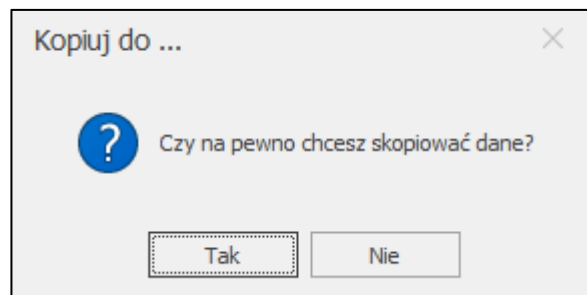 Kopiuj do ...
Czy na pewno chcesz skopiować dane?
Tak
Nie